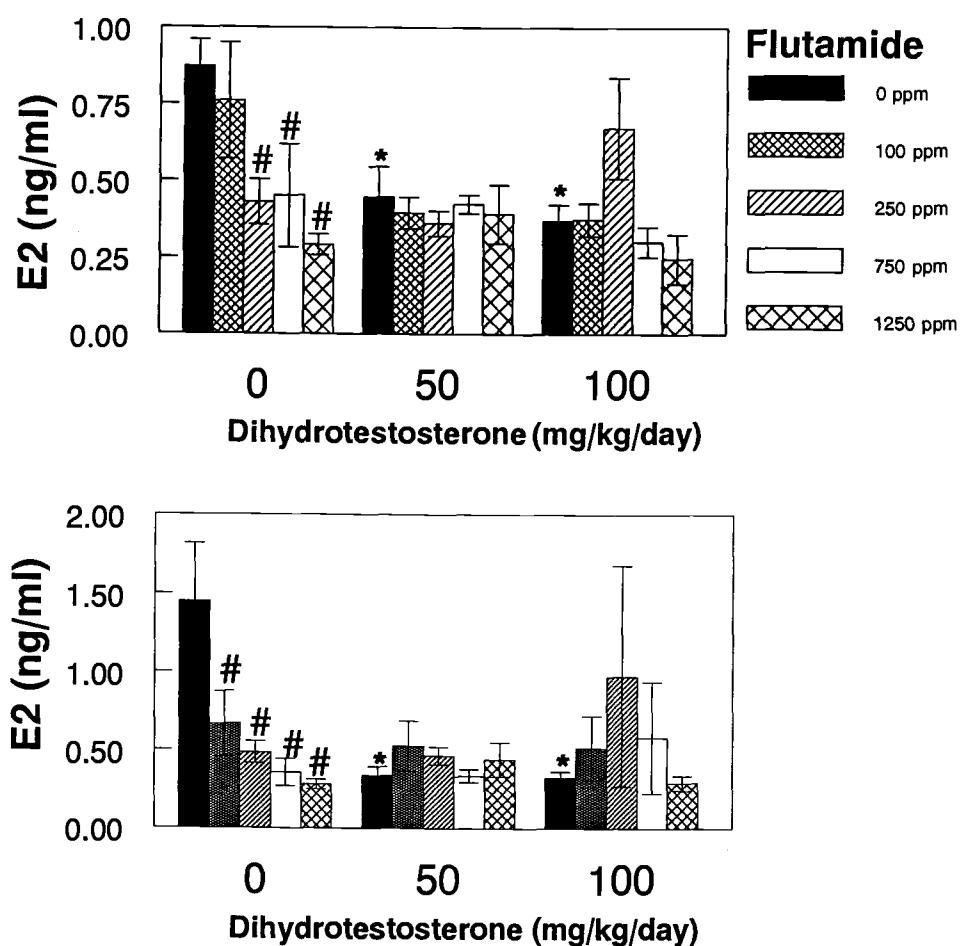 1.00
0.75
0.50
0.25
0.00
E2 (ng/ml)
# # #
* *
0 50 100
Dihydrotestosterone (mg/kg/day)
Flutamide
0 ppm
100 ppm
250 ppm
750 ppm
1250 ppm
2.00
1.50
1.00
0.50
0.00
E2 (ng/ml)
# # # #
* *
0 50 100
Dihydrotestosterone (mg/kg/day)